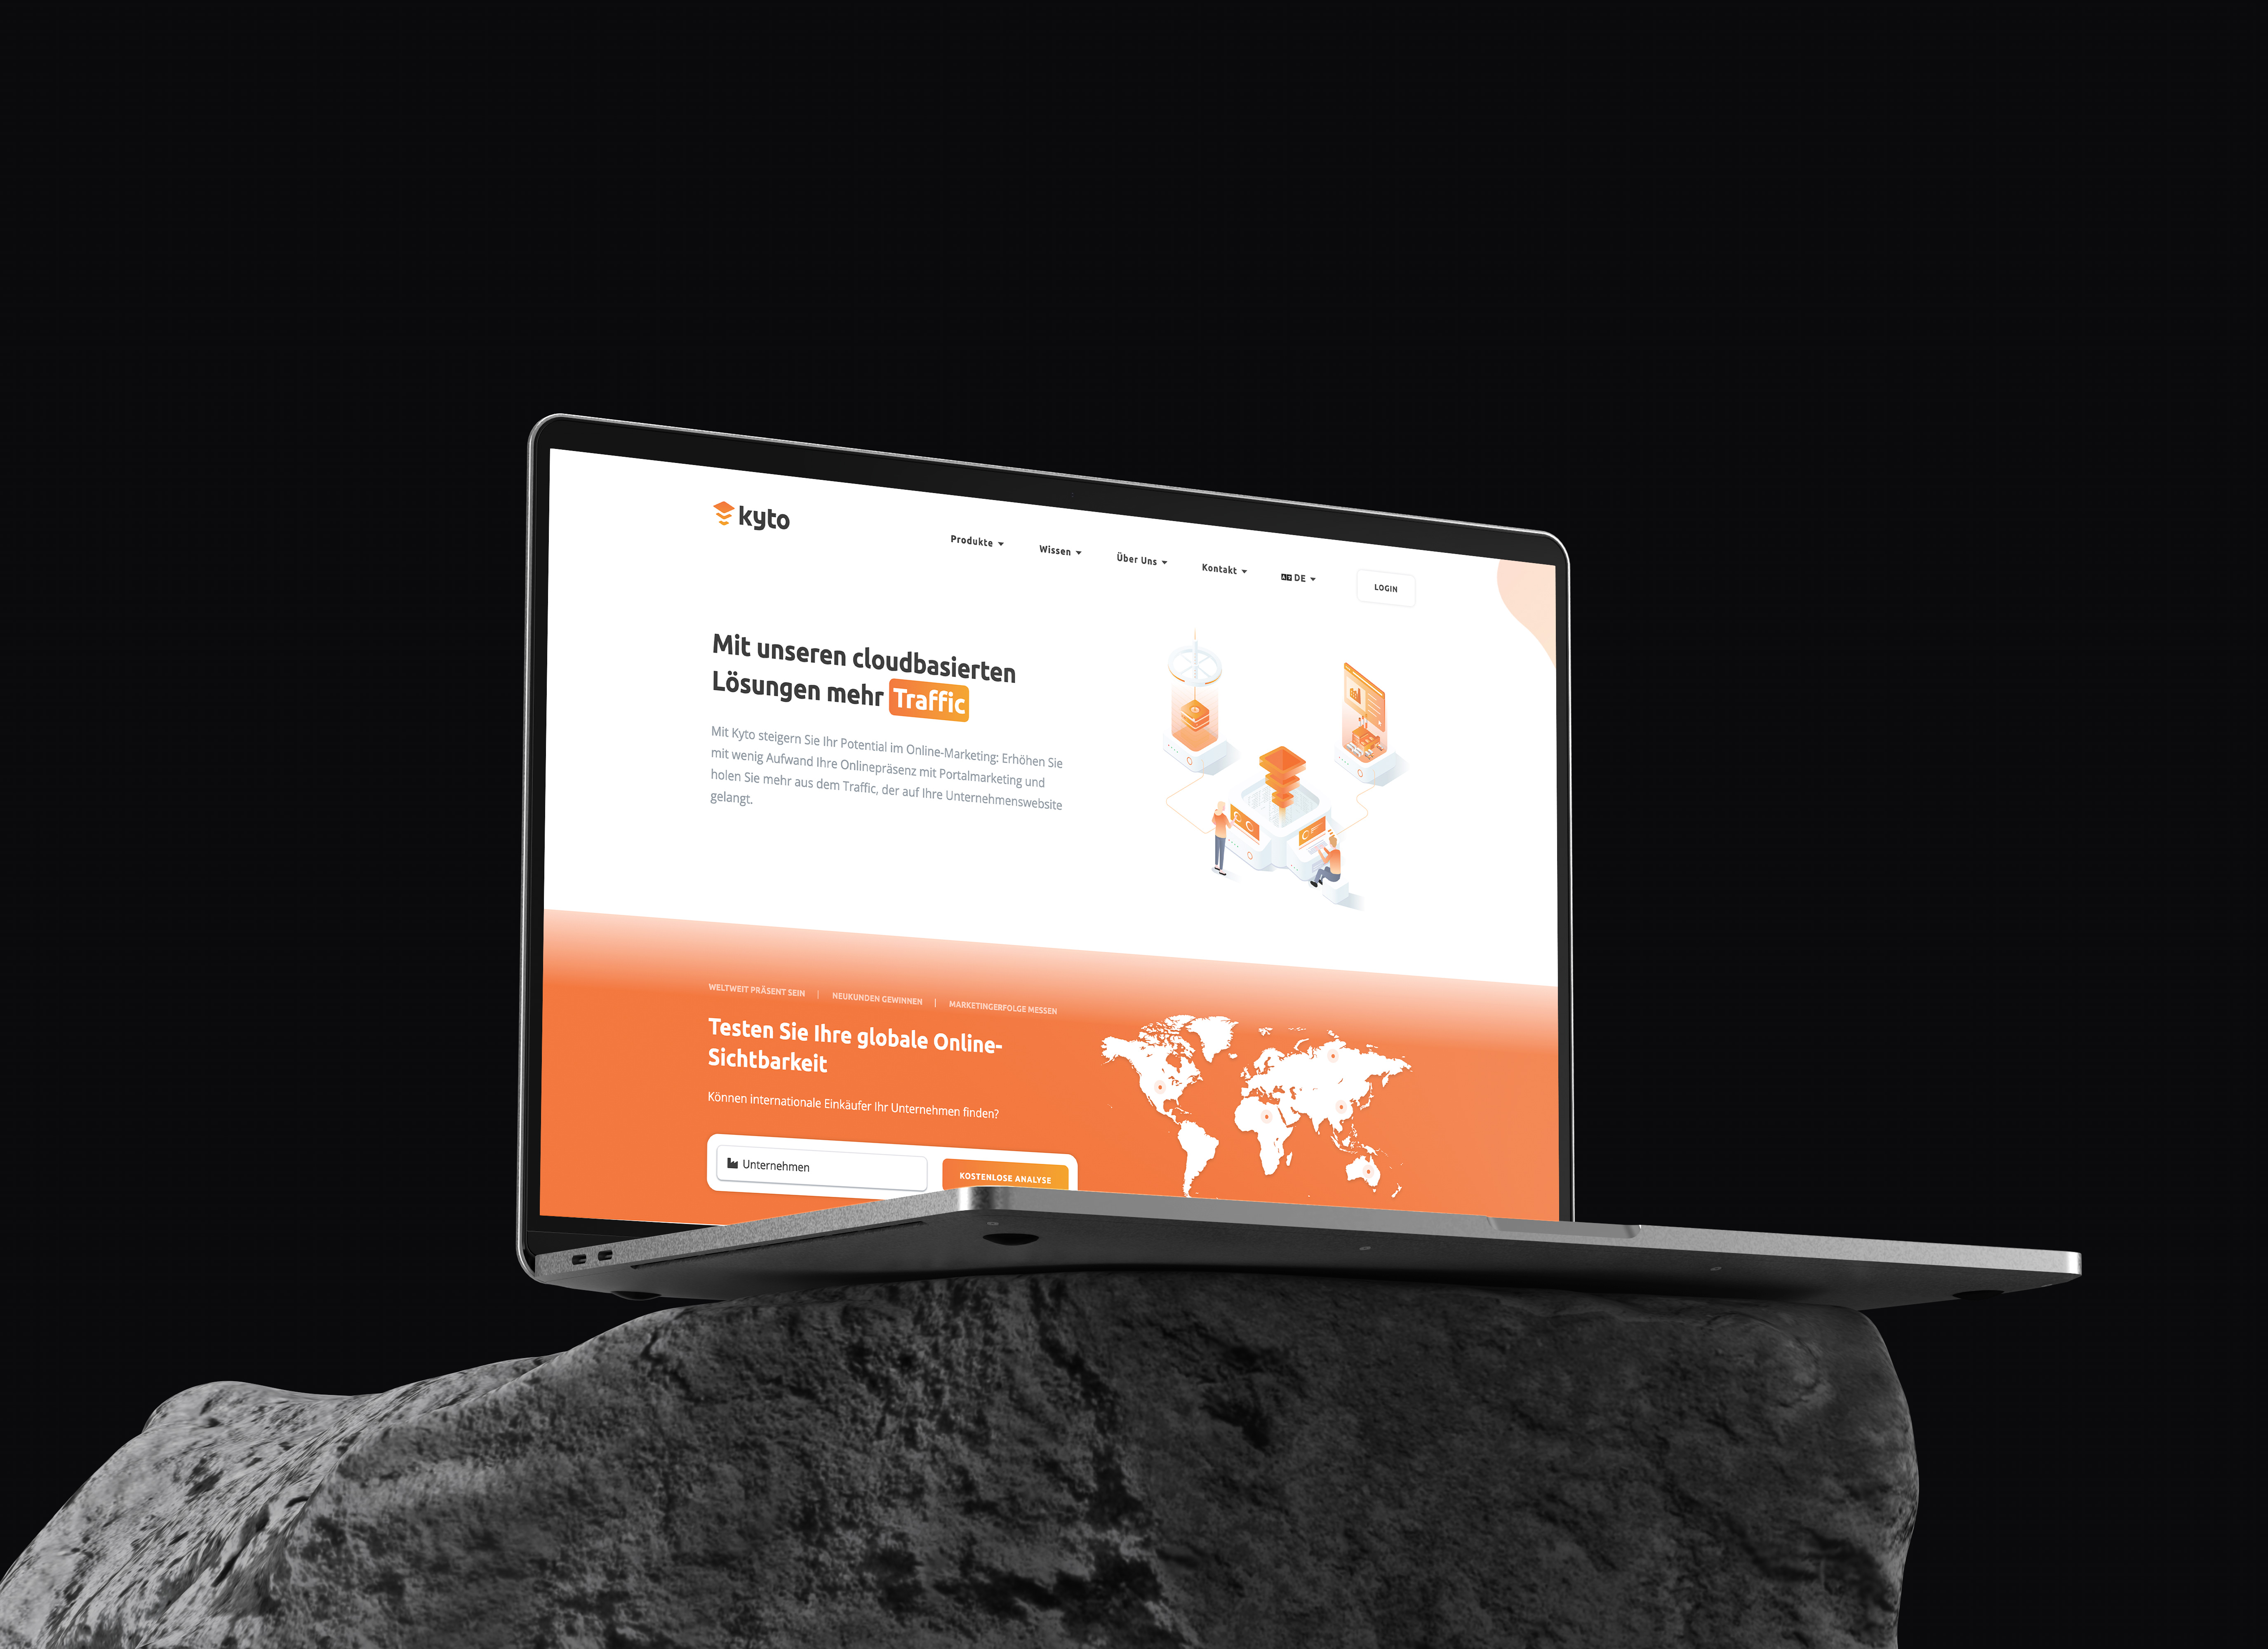 kyto
Produkte
Wissen
Über Uns
Kontakt
DE
LOGIN
Mit unseren cloudbasierten
Lösungen mehr Traffic
Mit Kyto steigern Sie Ihr Potential im Online-Marketing: Erhöhen Sie
mit wenig Aufwand Ihre Onlinepräsenz mit Portalmarketing und
holen Sie mehr aus dem Traffic, der auf Ihre Unternehmenswebsite
gelangt.
WELTWEIT PRÄSENT SEIN | NEUKUNDEN GEWINNEN | MARKETINGERFOLGE MESSEN
Testen Sie Ihre globale Online-
Sichtbarkeit
Können internationale Einkäufer Ihr Unternehmen finden?
Unternehmen
KOSTENLOSE ANALYSE